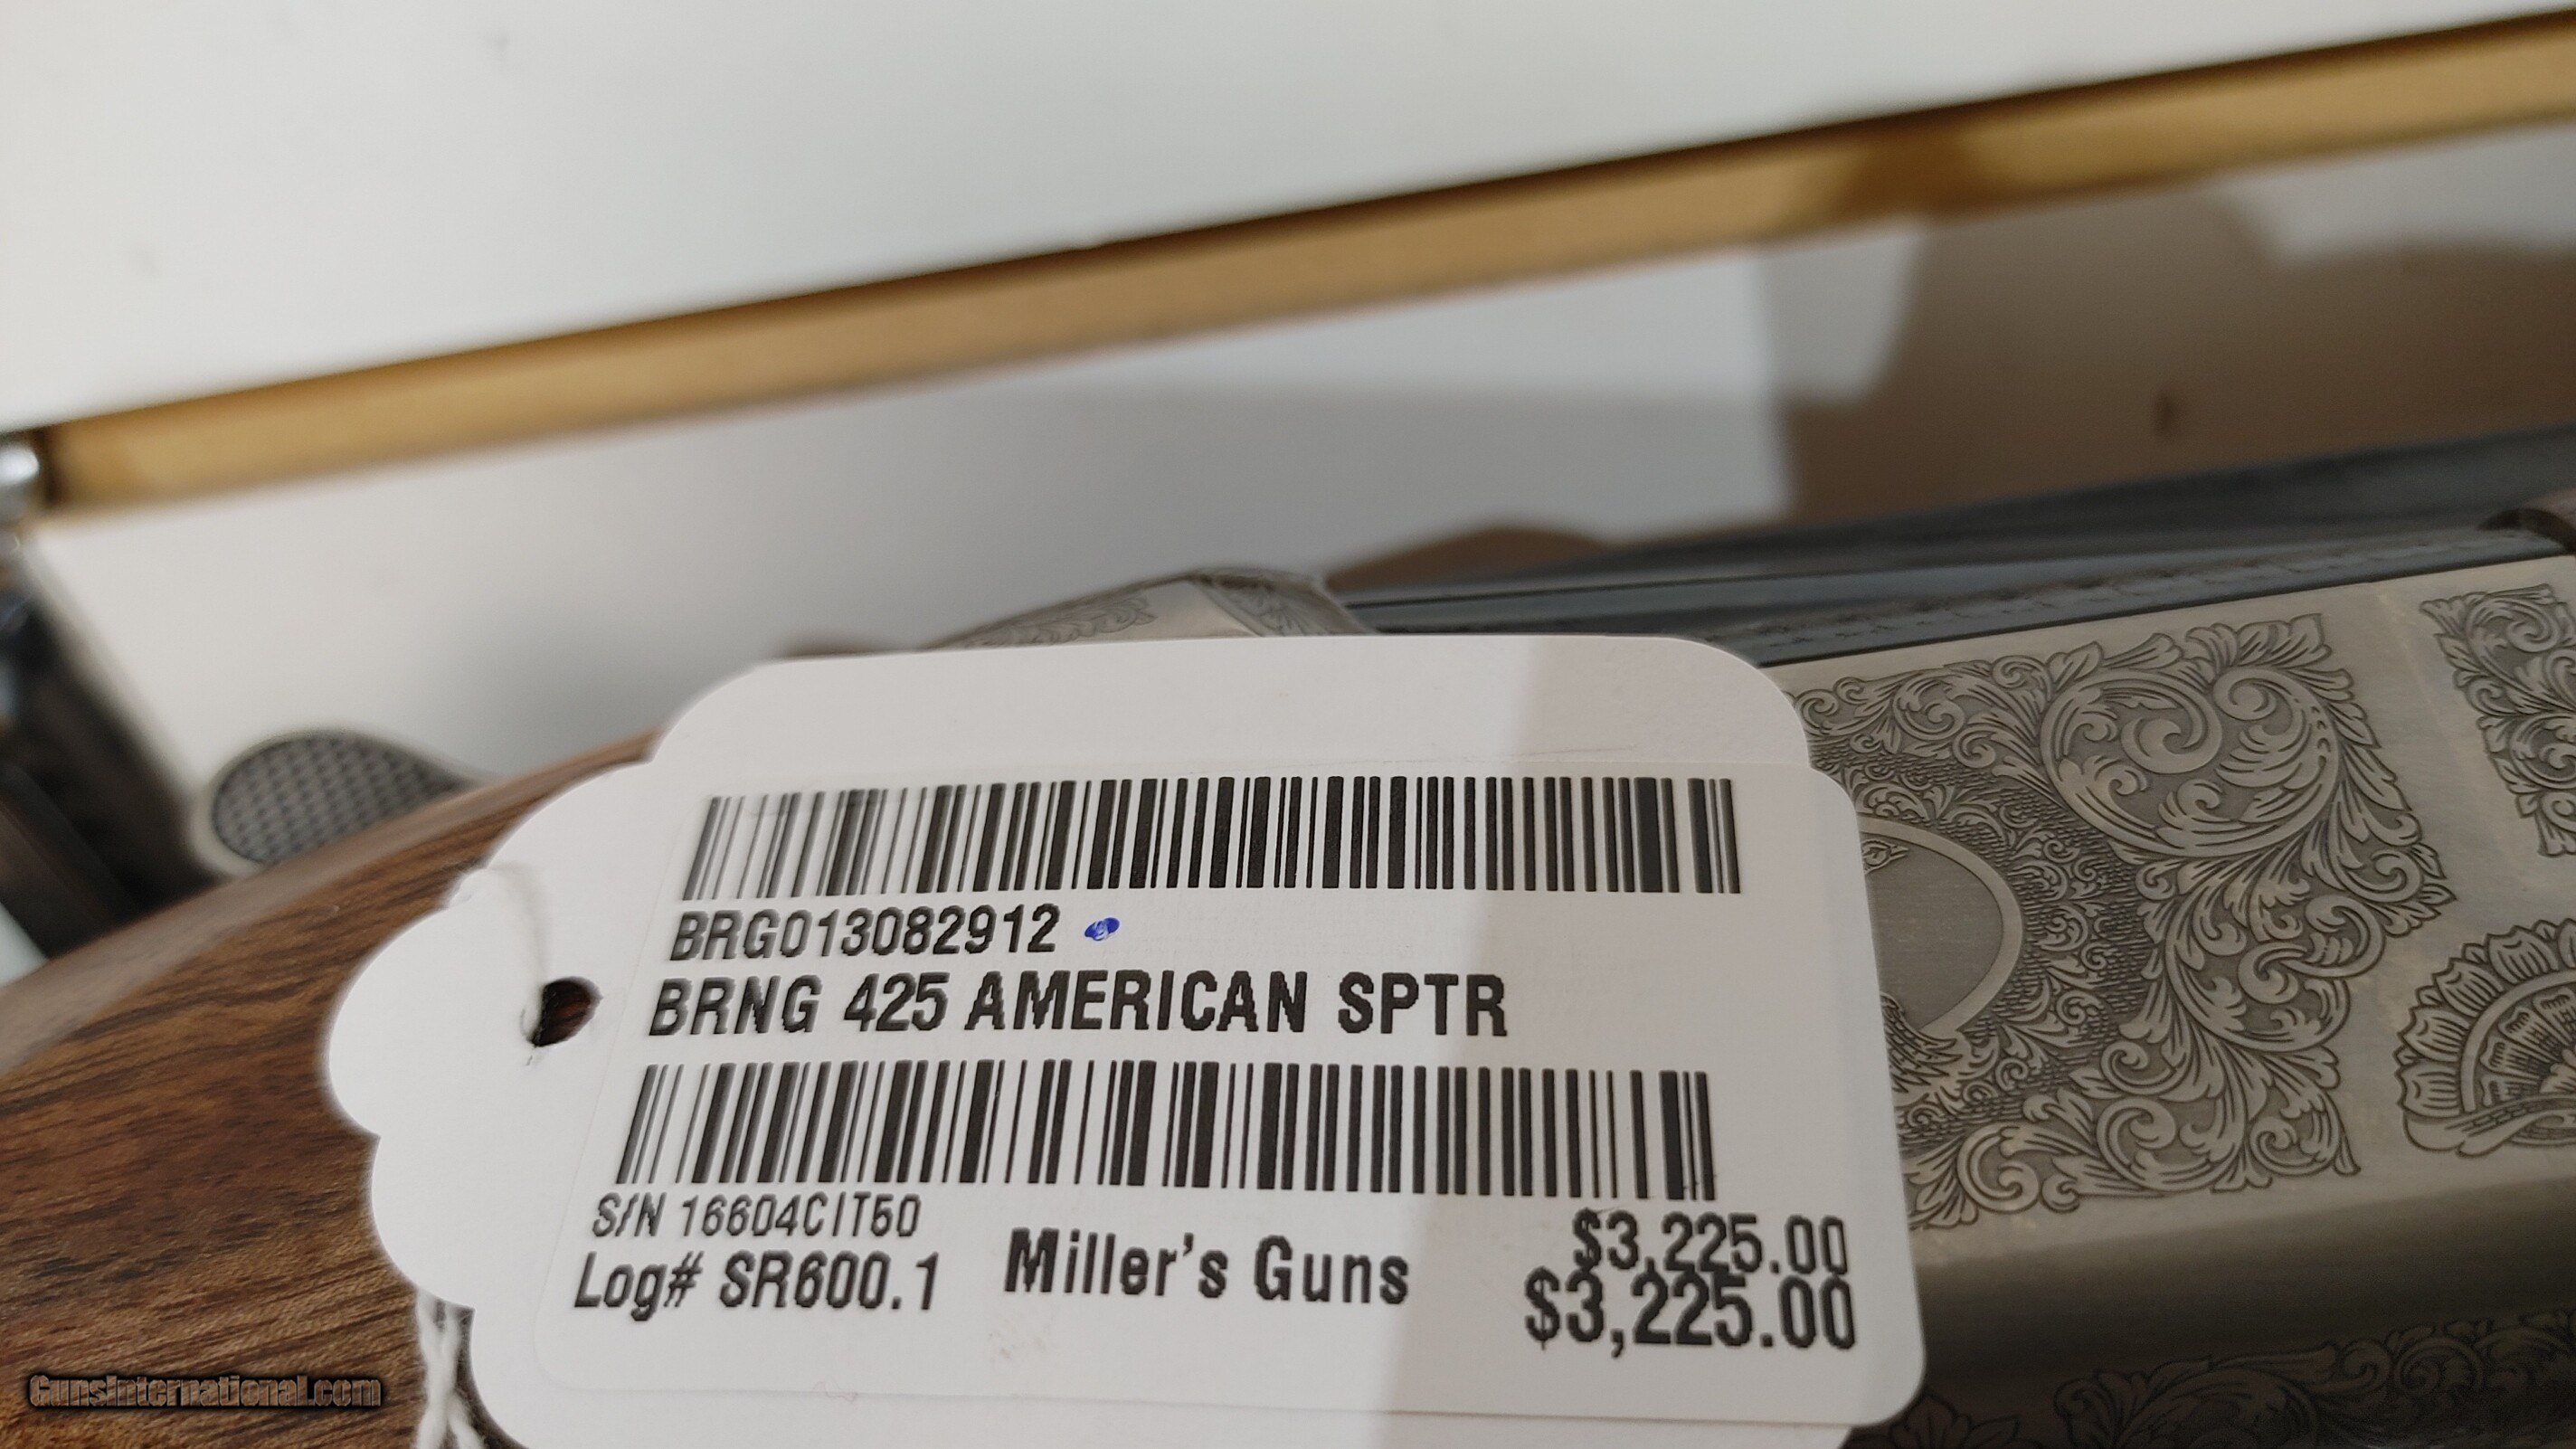 BRG013082912
BRNG 425 AMERICAN SPTR
S/N 16604CIT50
Log# SR600.1
Miller's Guns
$3,225.00
$3,225.00
GunsInternational.com